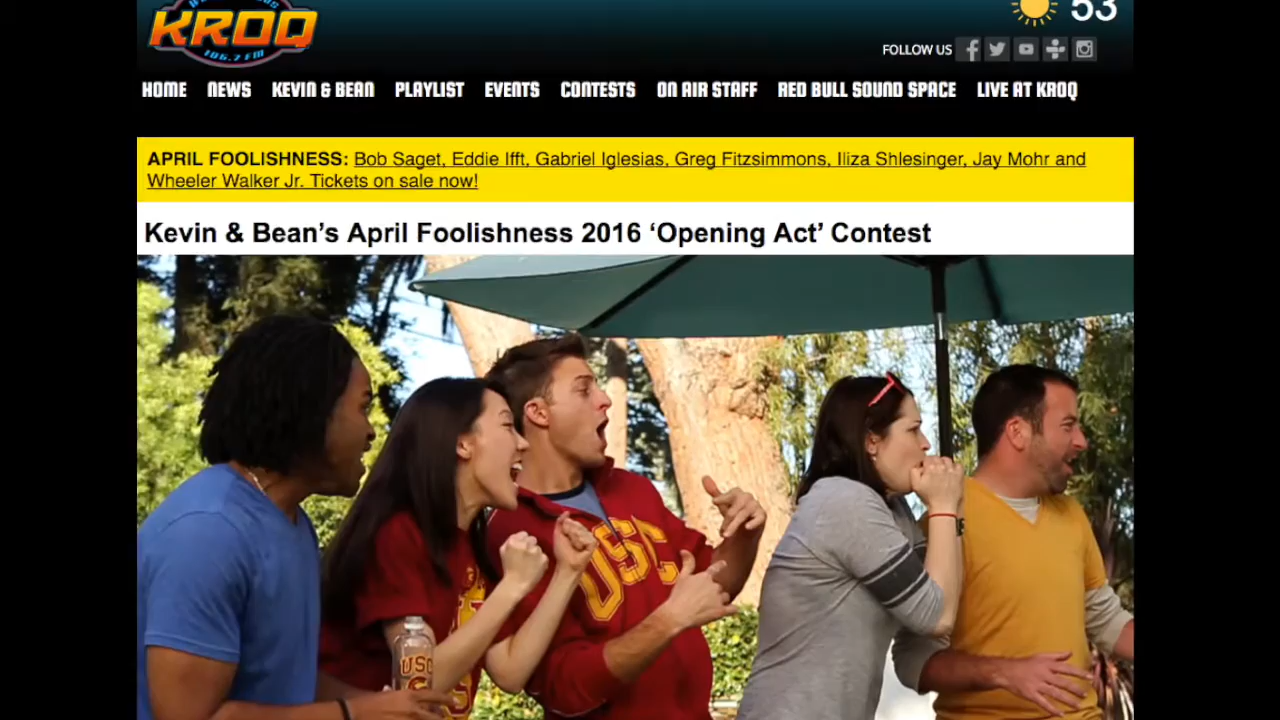 KROQ
106.7 FM
53
FOLLOW US
HOME NEWS KEVIN & BEAN PLAYLIST EVENTS CONTESTS ON AIR STAFF RED BULL SOUND SPACE LIVE AT KROQ
APRIL FOOLISHNESS: Bob Saget, Eddie Ifft, Gabriel Iglesias, Greg Fitzsimmons, Iliza Shlesinger, Jay Mohr and
Wheeler Walker Jr. Tickets on sale now!
Kevin & Bean’s April Foolishness 2016 ‘Opening Act’ Contest
USC
USC